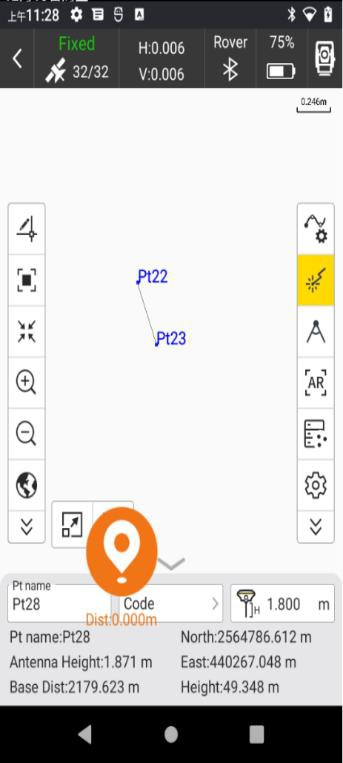 上午11:28
Fixed
32/32
H:0.006
V:0.006
Rover
75%
0.246m
Pt22
Pt23
AR
Pt name
Pt28
Code
H 1.800 m
Dist:0.000m
Pt name:Pt28
North:2564786.612 m
Antenna Height:1.871 m
East:440267.048 m
Base Dist:2179.623 m
Height:49.348 m